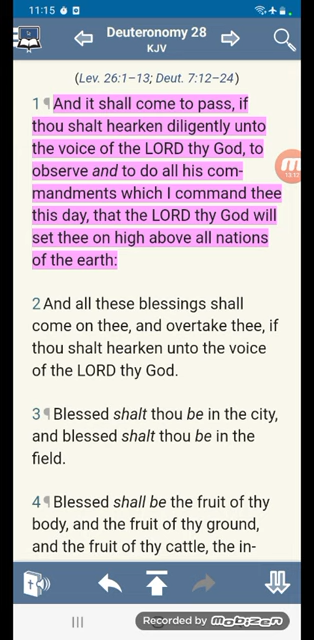 11:15
Deuteronomy 28
KJV
(Lev. 26:1–13; Deut. 7:12–24)
1 ¶ And it shall come to pass, if
thou shalt hearken diligently unto
the voice of the LORD thy God, to
observe and to do all his com-
mandments which I command thee
this day, that the LORD thy God will
set thee on high above all nations
of the earth:
2 And all these blessings shall
come on thee, and overtake thee, if
thou shalt hearken unto the voice
of the LORD thy God.
3 ¶ Blessed shalt thou be in the city,
and blessed shalt thou be in the
field.
4 ¶ Blessed shall be the fruit of thy
body, and the fruit of thy ground,
and the fruit of thy cattle, the in-
Recorded by mobizen